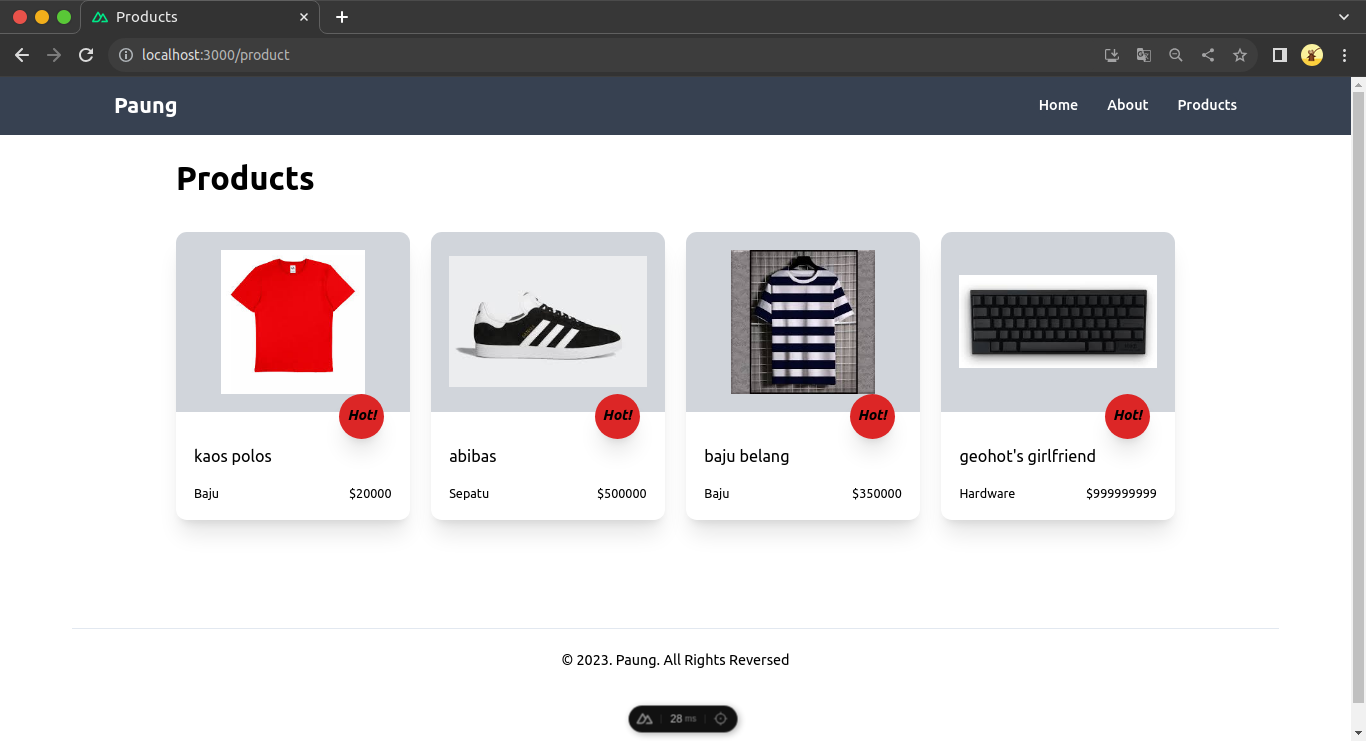 Products
localhost:3000/product
Paung
Home About Products
Products
Hot! Hot! Hot! Hot!
kaos polos abibas baju belang geohot's girlfriend
Baju $20000 Sepatu $500000 Baju $350000 Hardware $999999999
© 2023. Paung. All Rights Reversed
28 ms